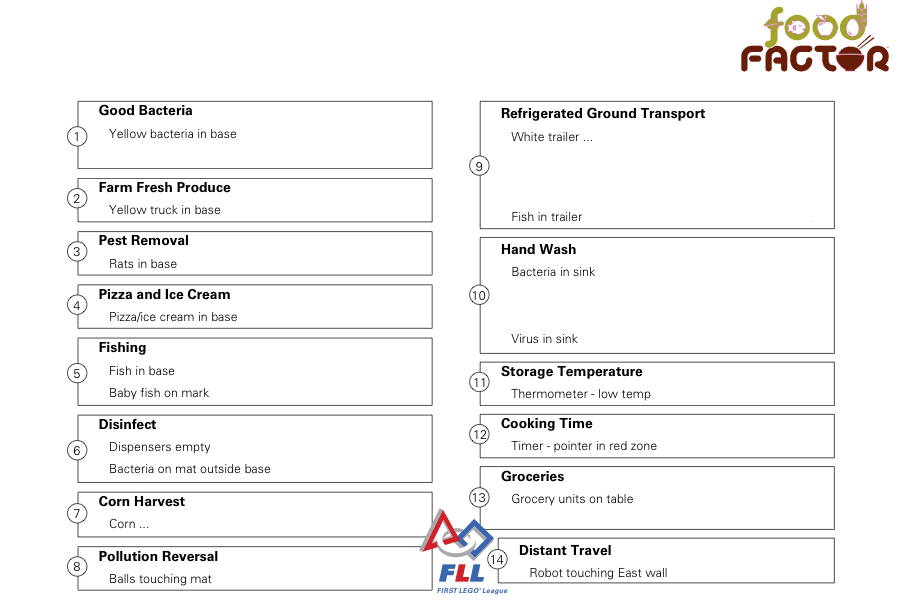 food
FACTOR
1
Good Bacteria
Yellow bacteria in base
2
Farm Fresh Produce
Yellow truck in base
3
Pest Removal
Rats in base
4
Pizza and Ice Cream
Pizza/ice cream in base
5
Fishing
Fish in base
Baby fish on mark
6
Disinfect
Dispensers empty
Bacteria on mat outside base
7
Corn Harvest
Corn ...
8
Pollution Reversal
Balls touching mat
9
Refrigerated Ground Transport
White trailer ...
Fish in trailer
10
Hand Wash
Bacteria in sink
Virus in sink
11
Storage Temperature
Thermometer - low temp
12
Cooking Time
Timer - pointer in red zone
13
Groceries
Grocery units on table
14
Distant Travel
Robot touching East wall
FLL
FIRST LEGO® League